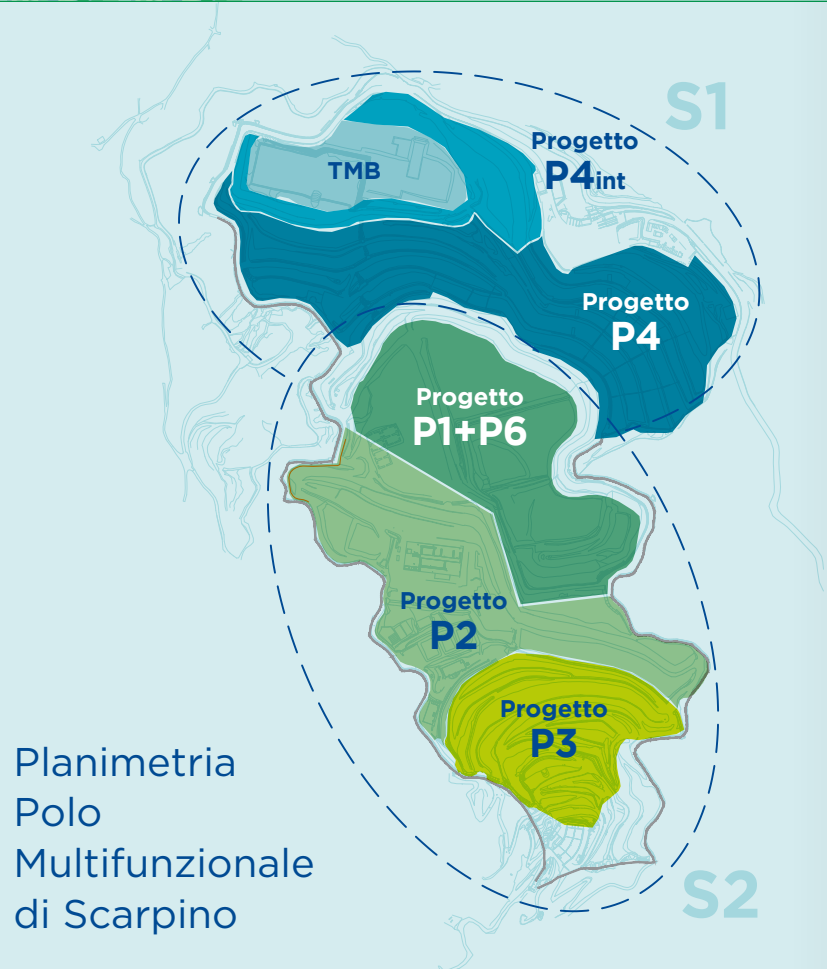 S1
Progetto
P4int
TMB
Progetto
P4
Progetto
P1+P6
Progetto
P2
Progetto
P3
Planimetria
Polo
Multifunzionale
di Scarpino
S2